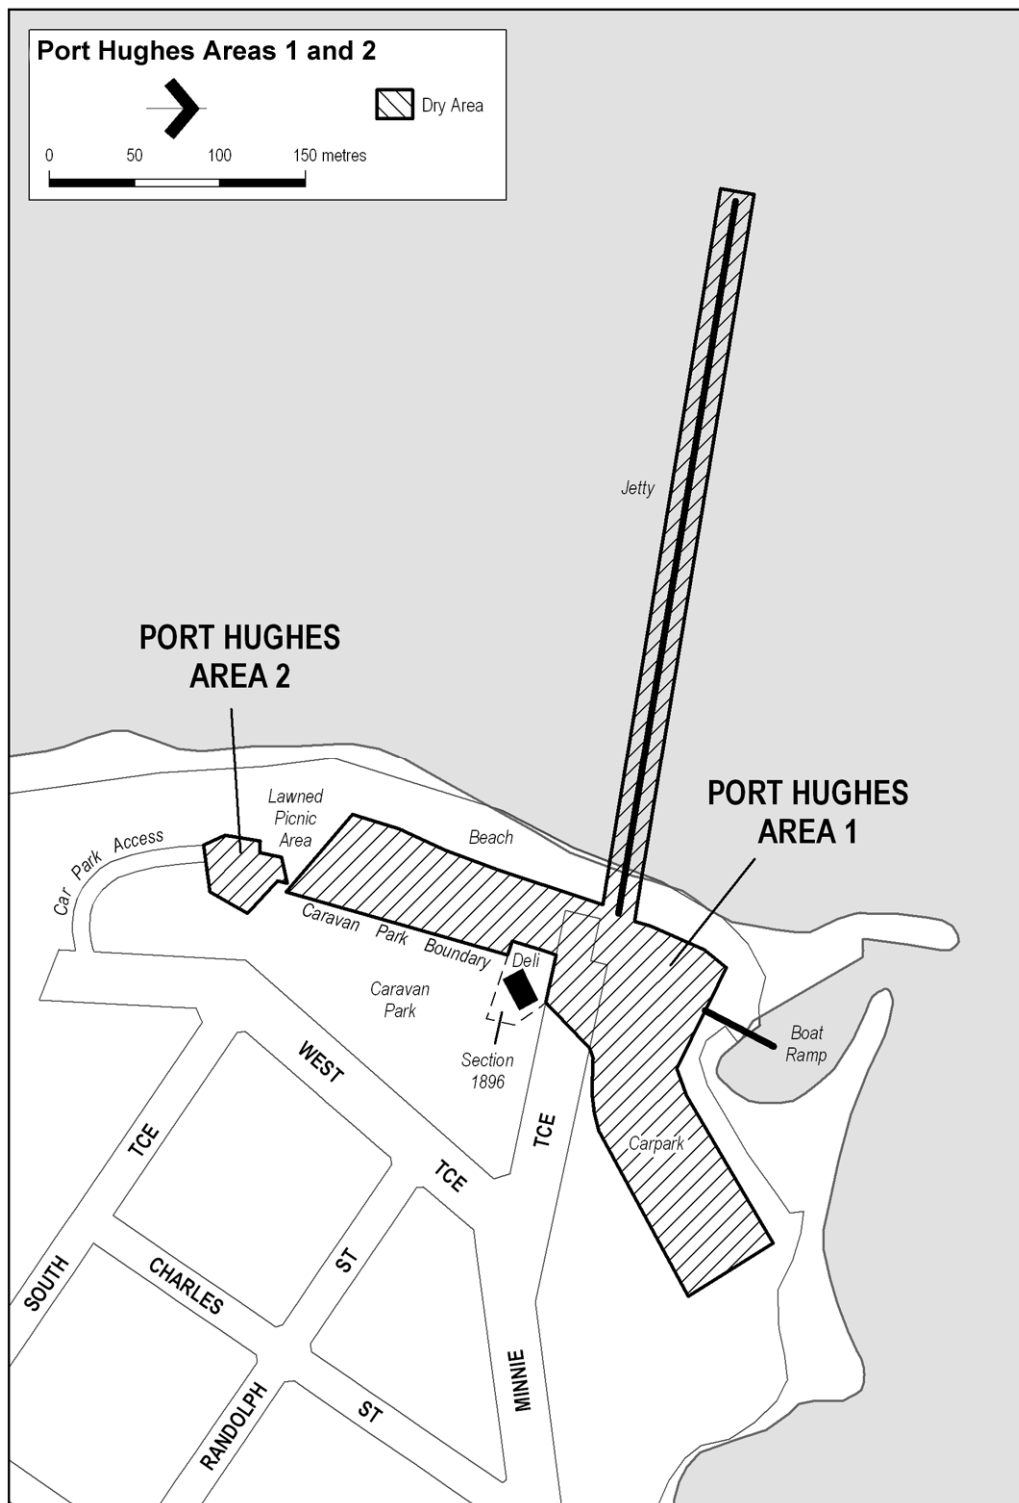 Port Hughes Areas 1 and 2
Dry Area
0 50 100 150 metres
Jetty
PORT HUGHES
AREA 2
PORT HUGHES
AREA 1
Lawned
Picnic
Area
Beach
Car Park Access
Caravan Park Boundary
Deli
Caravan
Park
Section
1896
Boat
Ramp
Carpark
WEST
TCE
TCE
TCE
SOUTH
CHARLES
ST
ST
RANDOLPH
MINNIE